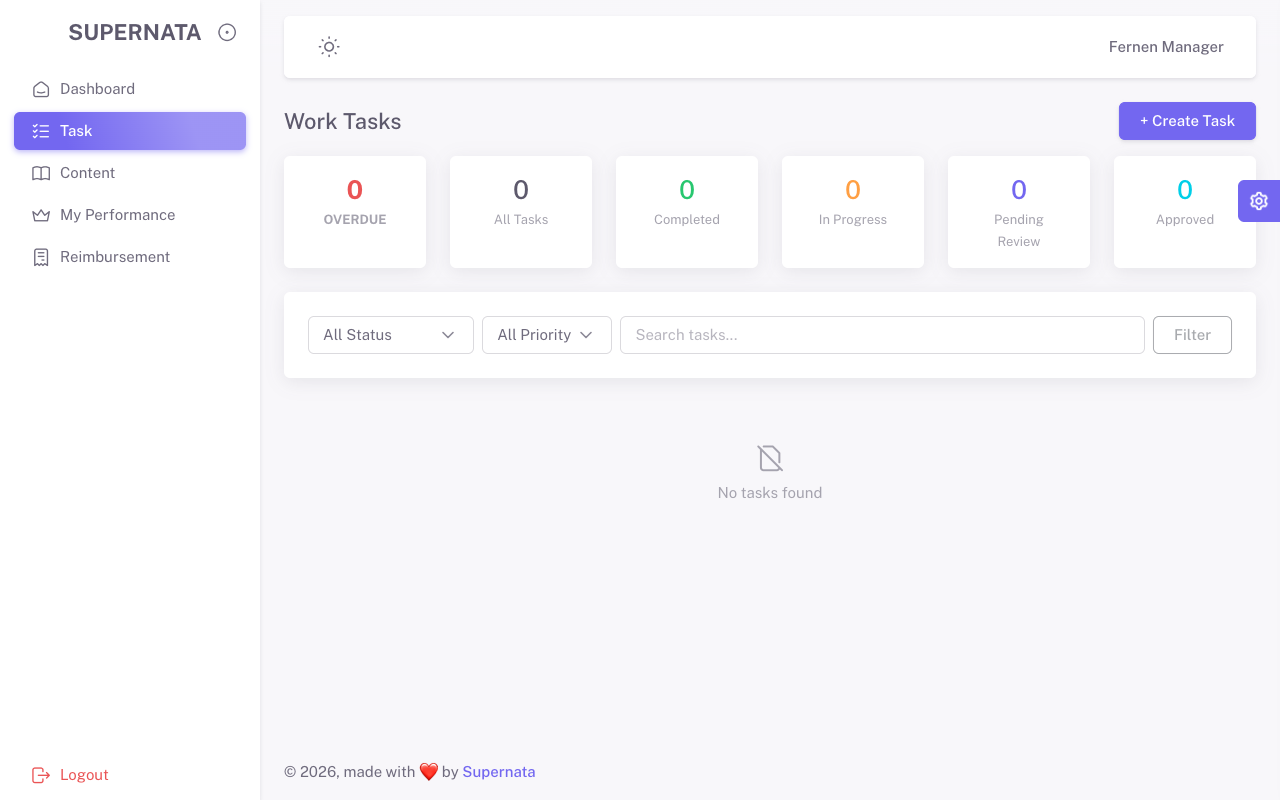 SUPERNATA
Dashboard
Task
Content
My Performance
Reimbursement
Logout
Fernen Manager
Work Tasks
+ Create Task
0
OVERDUE
0
All Tasks
0
Completed
0
In Progress
0
Pending
Review
0
Approved
All Status
All Priority
Search tasks...
Filter
No tasks found
© 2026, made with ❤️ by Supernata